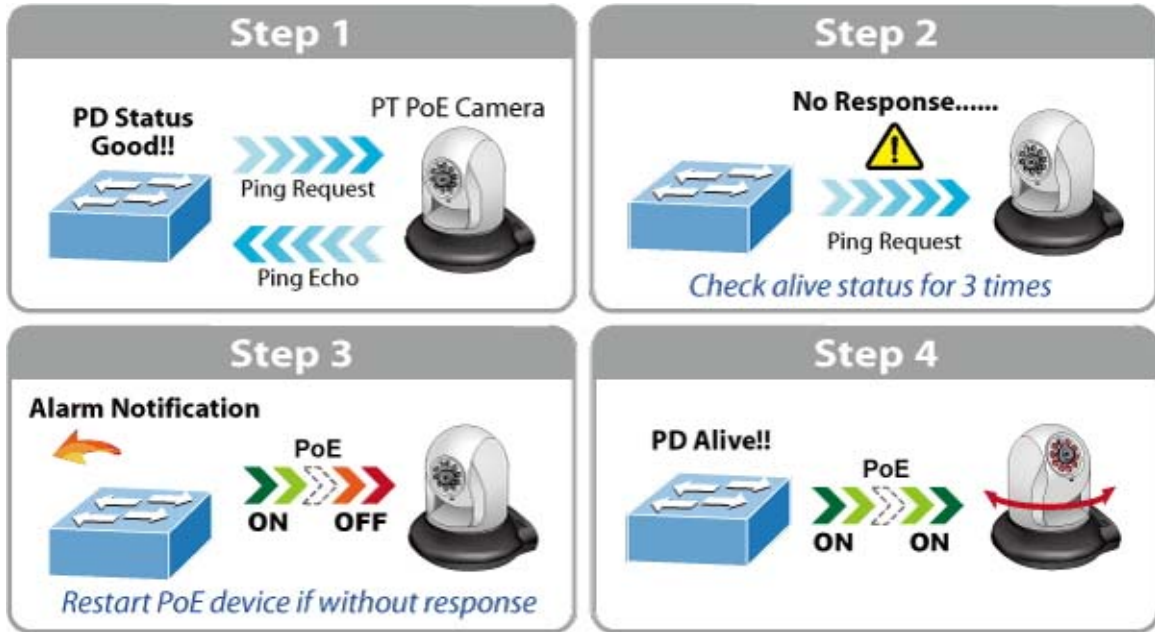 Step 1
PD Status
Good!!
PT PoE Camera
Ping Request
Ping Echo
Step 2
No Response......
Ping Request
Check alive status for 3 times
Step 3
Alarm Notification
PoE
ON OFF
Restart PoE device if without response
Step 4
PD Alive!!
PoE
ON ON